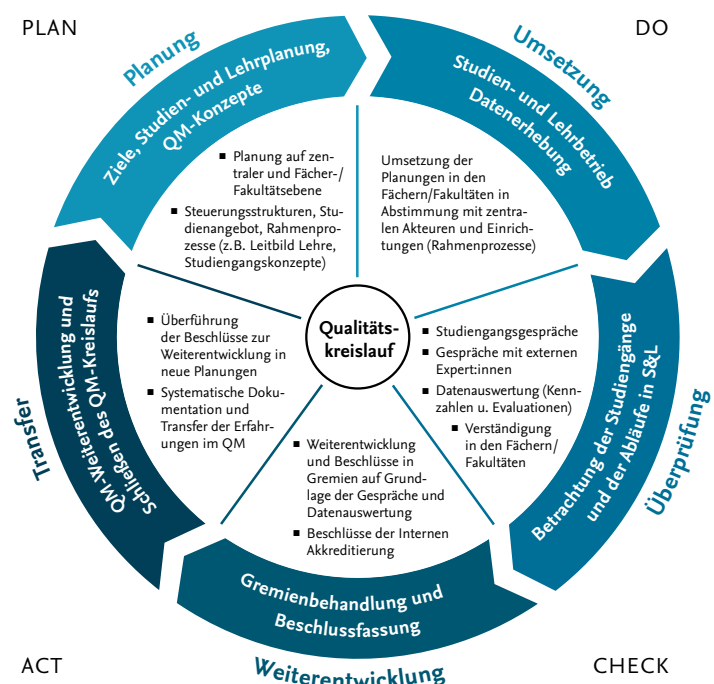 PLAN
DO
Planung
Umsetzung
Ziele, Studien- und Lehrplanung,
QM-Konzepte
Studien- und Lehrbetrieb
Datenerhebung
■ Planung auf zen-
traler und Fächer-/
Fakultätsebene
■ Steuerungsstrukturen, Stu-
dienangebot, Rahmenpro-
zesse (z.B. Leitbild Lehre,
Studiengangskonzepte)
Umsetzung der
Planungen in den
Fächern/Fakultäten in
Abstimmung mit zentra-
len Akteuren und Einrich-
tungen (Rahmenprozesse)
Qualitäts-
kreislauf
■ Studiengangsgespräche
■ Gespräche mit externen
Expert:innen
■ Datenauswertung (Kenn-
zahlen u. Evaluationen)
■ Verständigung
in den Fächern/
Fakultäten
Betrachtung der Studiengänge
und der Abläufe in S&L
Überprüfung
■ Weiterentwicklung
und Beschlüsse in
Gremien auf Grund-
lage der Gespräche und
Datenauswertung
■ Beschlüsse der Internen
Akkreditierung
Gremienbehandlung und
Beschlussfassung
Weiterentwicklung
■ Überführung
der Beschlüsse zur
Weiterentwicklung in
neue Planungen
■ Systematische Doku-
mentation und
Transfer der Erfah-
rungen im QM
QM-Weiterentwicklung und
Schließen des QM-Kreislaufs
Transfer
ACT
CHECK